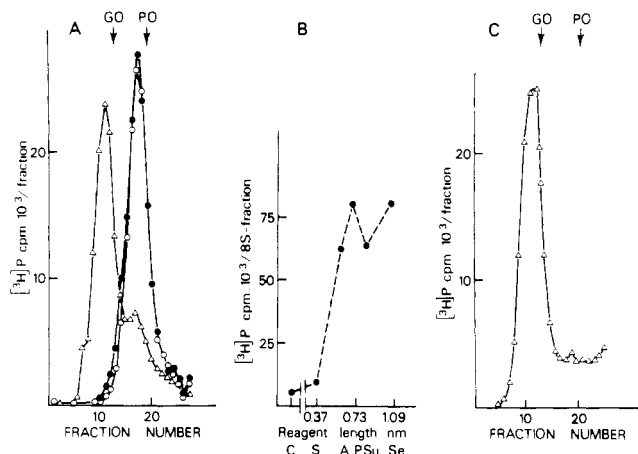 GO PO
A
[³H]P cpm 10³/fraction
20
10
10 20
FRACTION NUMBER
B
[³H]P cpm 10³/8S-fraction
75
50
25
0.37 0.73 1.09
Reagent length nm
C S A P Su Se
GO PO
C
[³H]P cpm 10³/fraction
20
10
10 20
FRACTION NUMBER